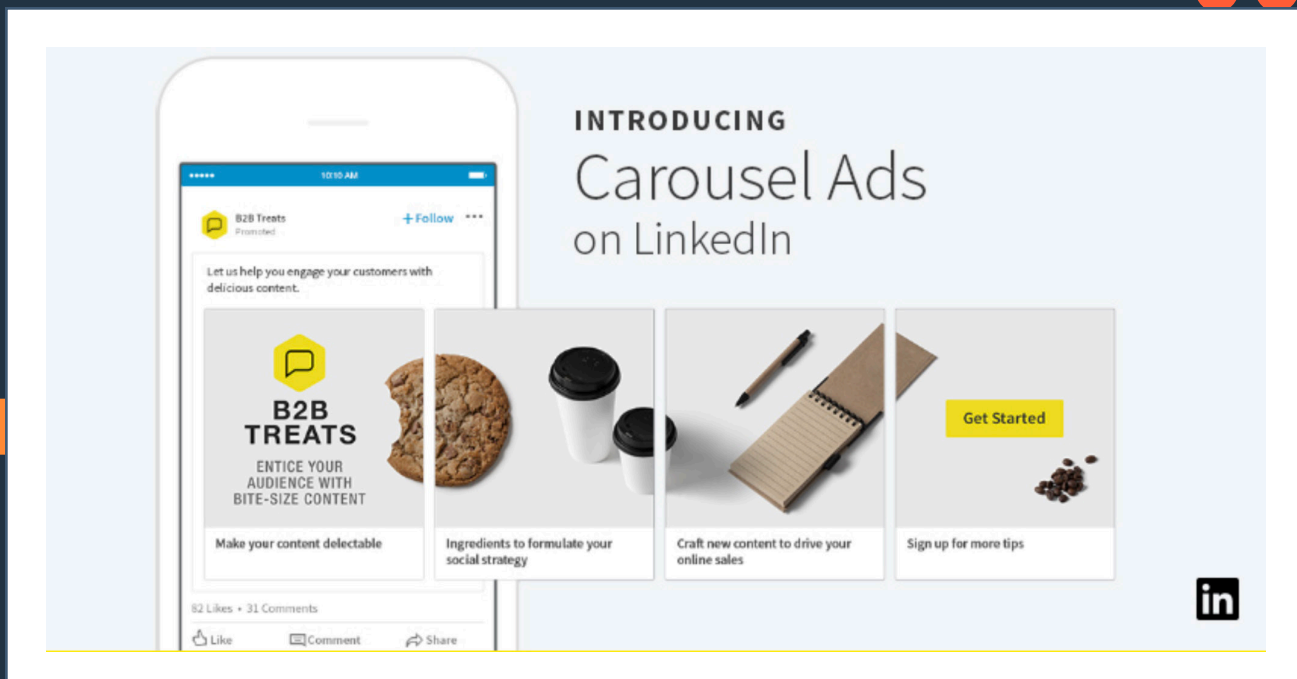 INTRODUCING
Carousel Ads
on LinkedIn
10:10 AM
B2B Treats
Promoted
+Follow
Let us help you engage your customers with
delicious content.
B2B
TREATS
ENTICE YOUR
AUDIENCE WITH
BITE-SIZE CONTENT
Make your content delectable
Ingredients to formulate your
social strategy
Craft new content to drive your
online sales
Get Started
Sign up for more tips
82 Likes • 31 Comments
Like
Comment
Share
in